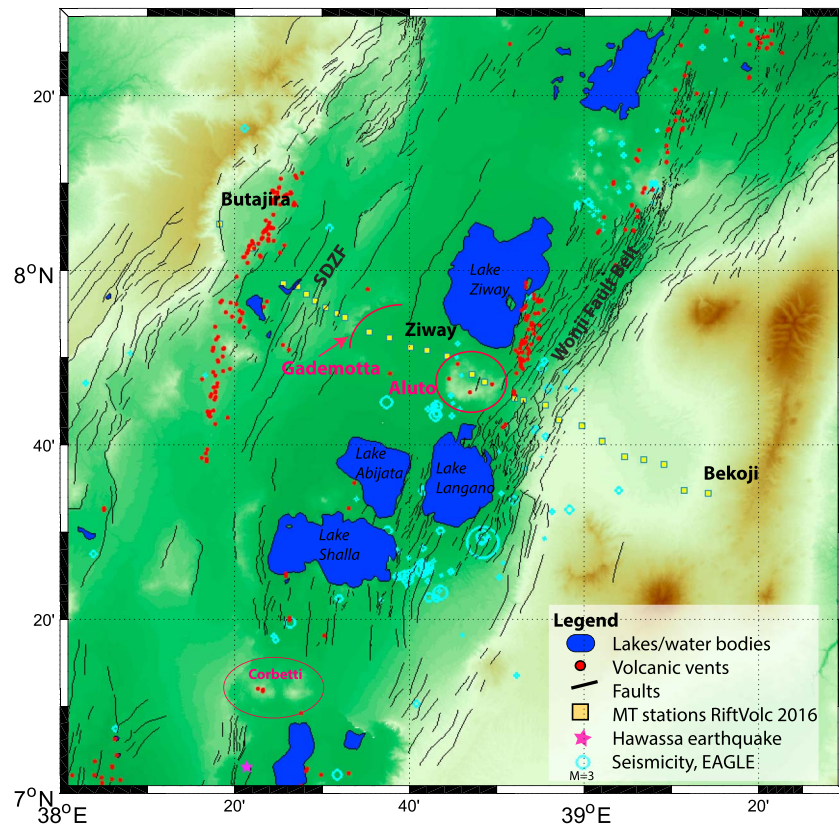 20'
Butajira
8°N
SDZF
Lake
Ziway
Wonji Fault Belt
Ziway
Gademotta
Aluto
40'
Lake
Abijata
Lake
Langano
Bekoji
Lake
Shalla
20'
Legend
Lakes/water bodies
Volcanic vents
Faults
MT stations RiftVolc 2016
Hawassa earthquake
Seismicity, EAGLE
M=3
Corbetti
7°N
38°E
20'
40'
39°E
20'